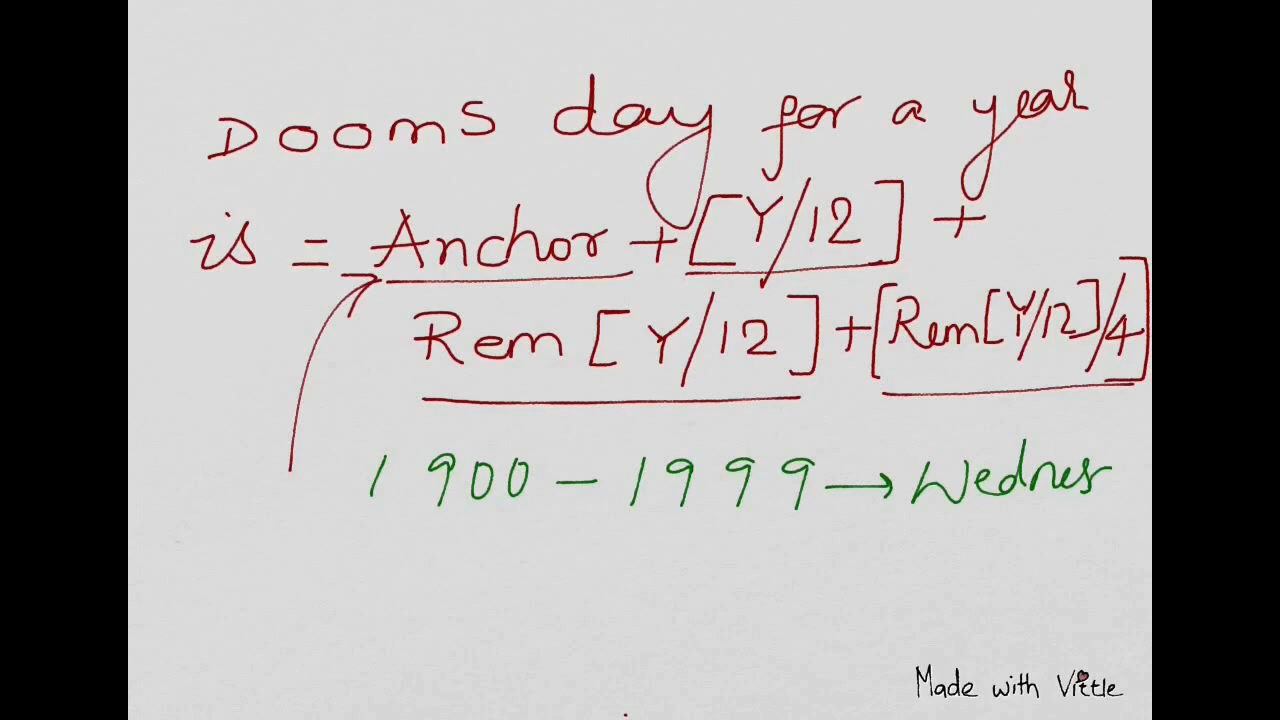 Dooms day for a year
is = Anchor + [Y/12] +
Rem [Y/12] + [Rem[Y/12]/4]
1900 - 1999 → Wednes
Made with Vittle